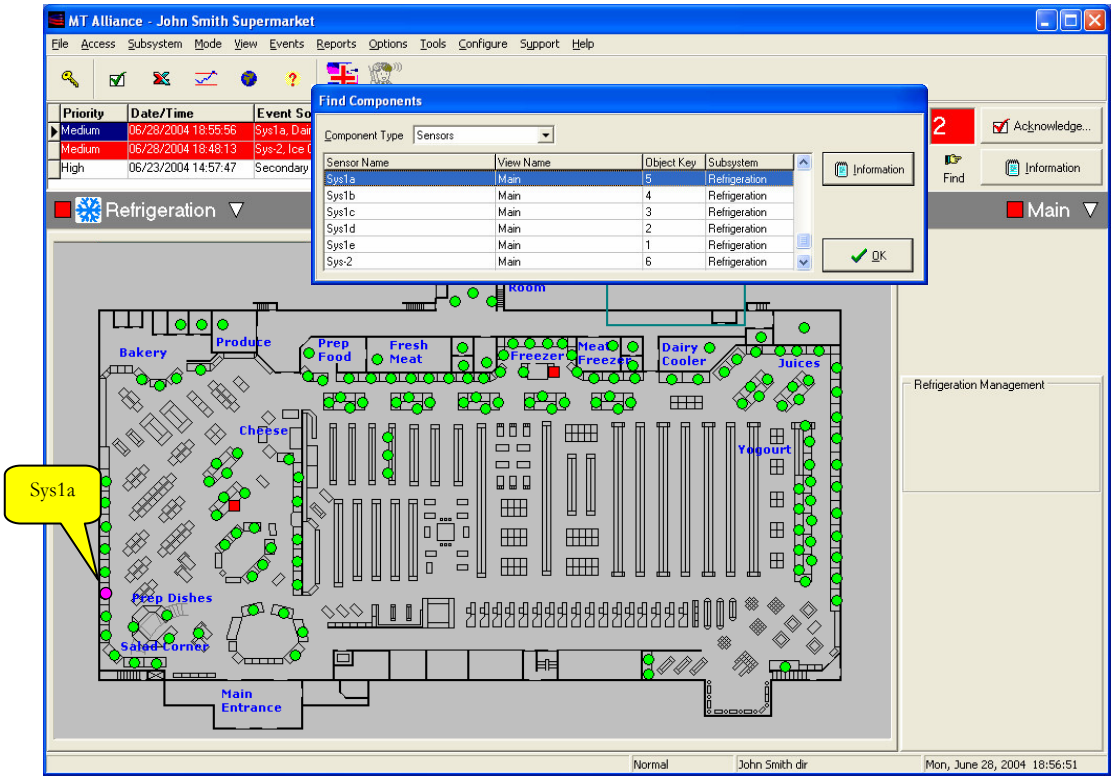 MT Alliance - John Smith Supermarket
File Access Subsystem Mode View Events Reports Options Tools Configure Support Help
Find Components
Priority Date/Time Event So
Medium 06/28/2004 18:55:56 Sys1a, Dair
Medium 06/28/2004 18:48:13 Sys-2, Ice
High 06/23/2004 14:57:47 Secondary
2
Acknowledge...
Find
Information
Component Type Sensors
Sensor Name View Name Object Key Subsystem
Sys1a Main 5 Refrigeration
Sys1b Main 4 Refrigeration
Sys1c Main 3 Refrigeration
Sys1d Main 2 Refrigeration
Sys1e Main 1 Refrigeration
Sys-2 Main 6 Refrigeration
Information
OK
Refrigeration
Main
Room
Bakery
Produce
Prep
Food
Fresh
Meat
Freezer
Meat
Freezer
Dairy
Cooler
Juices
Refrigeration Management
Cheese
Yogourt
Sys1a
Prep Dishes
Salad Corner
Main
Entrance
Normal John Smith dir Mon, June 28, 2004 18:56:51